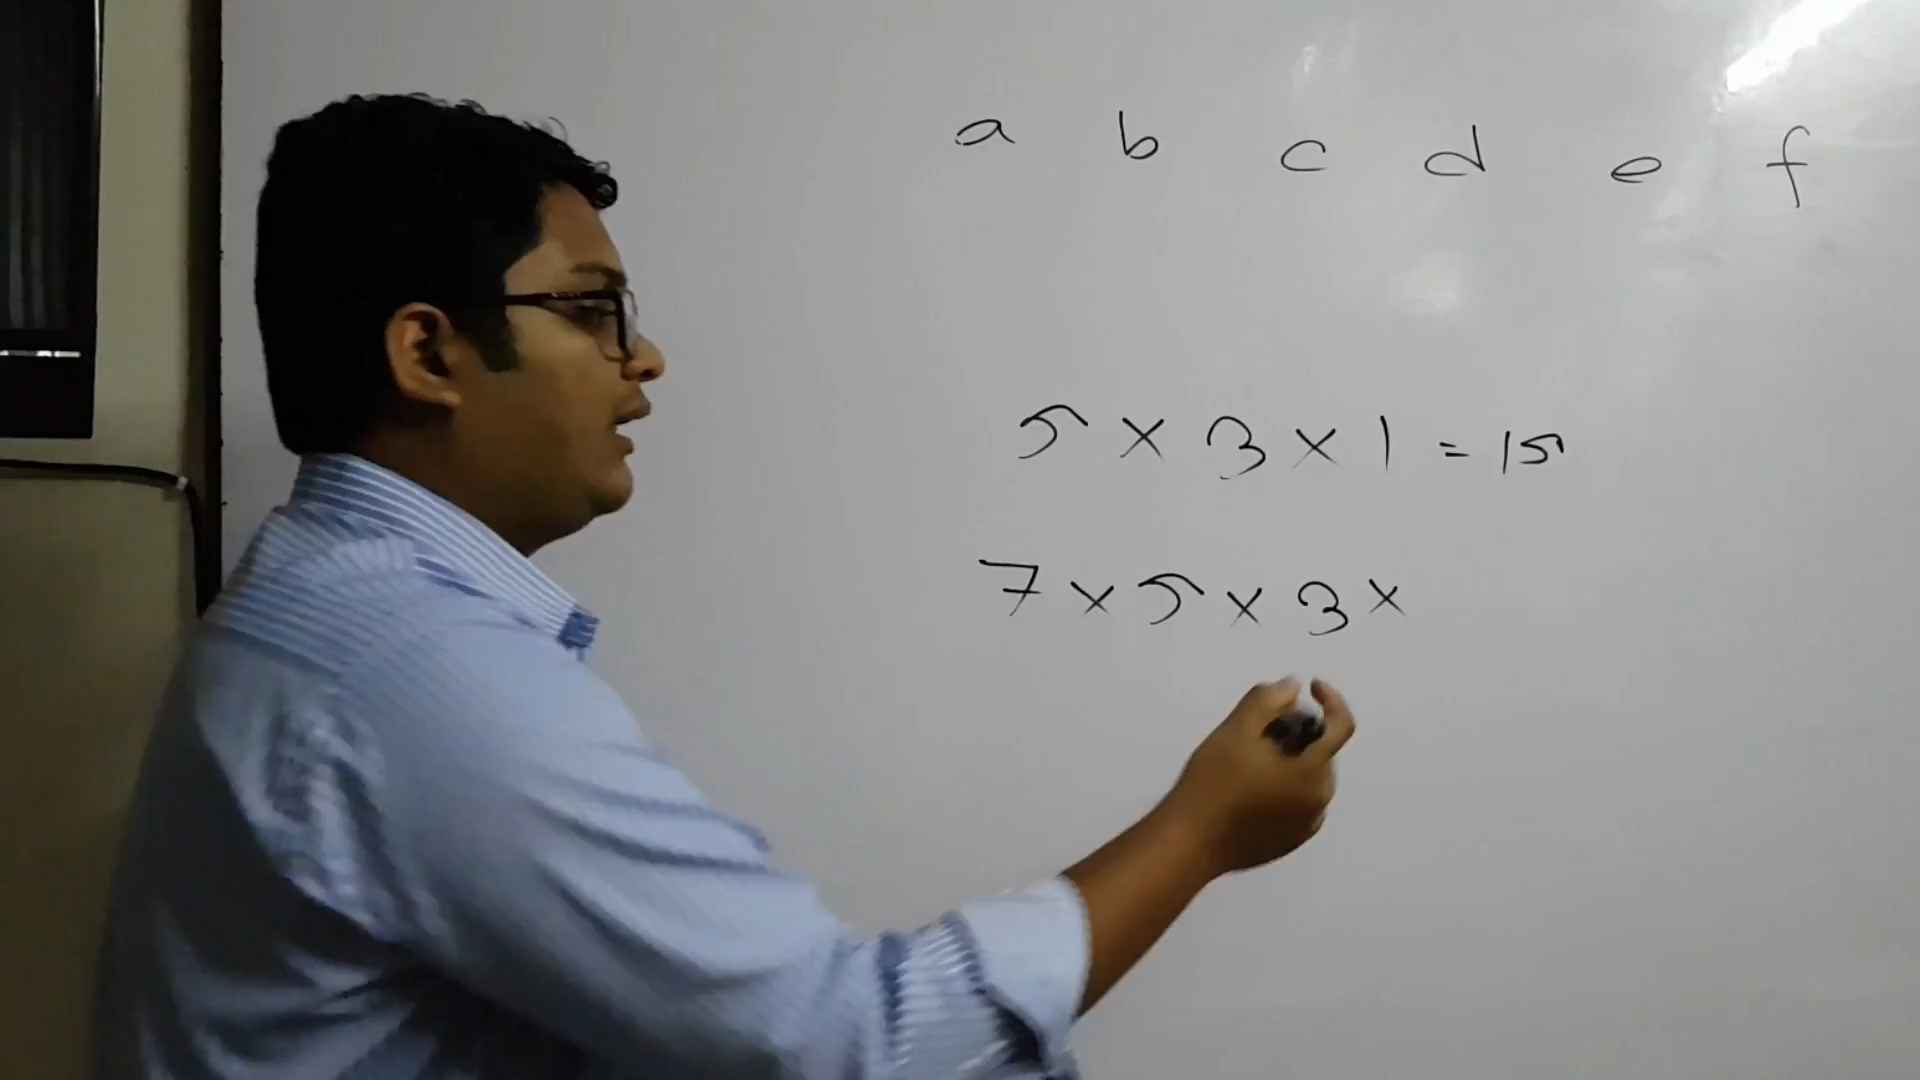 a b c d e f
5 × 3 × 1 = 15
7 × 5 × 3 ×